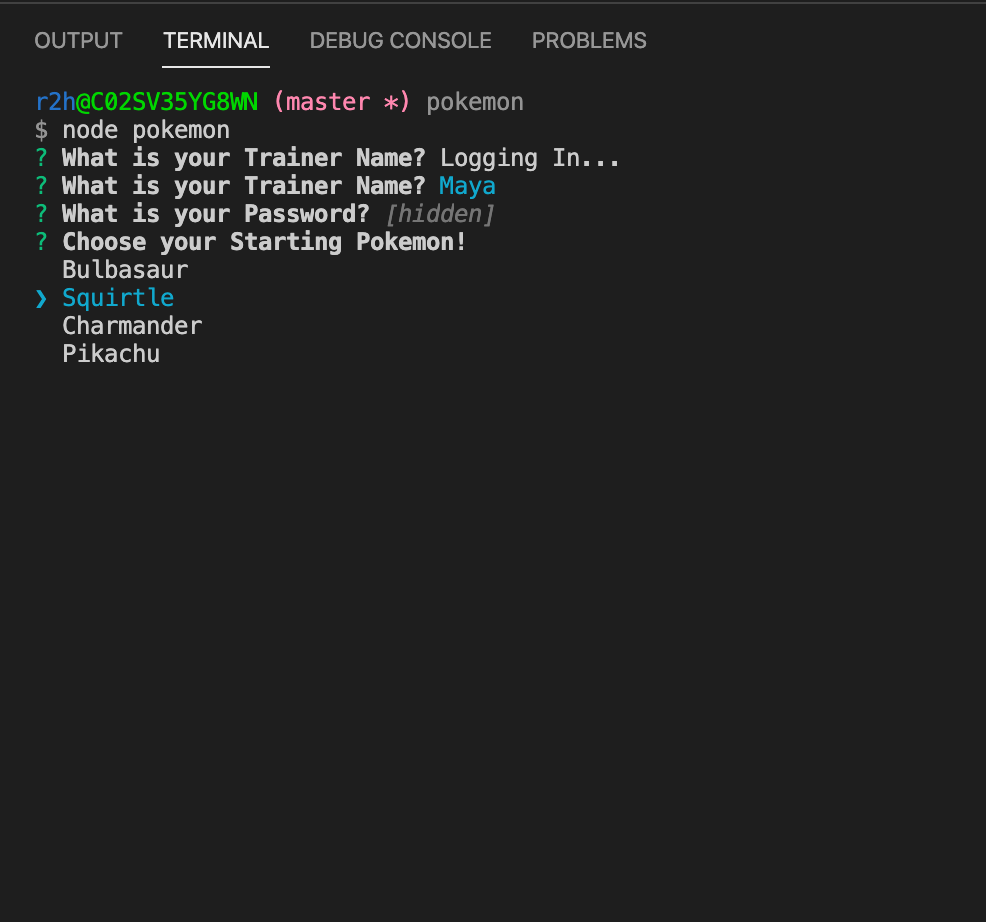 OUTPUT TERMINAL DEBUG CONSOLE PROBLEMS
r2h@C02SV35YG8WN (master *) pokemon
$ node pokemon
? What is your Trainer Name? Logging In...
? What is your Trainer Name? Maya
? What is your Password? [hidden]
? Choose your Starting Pokemon!
Bulbasaur
❯ Squirtle
Charmander
Pikachu